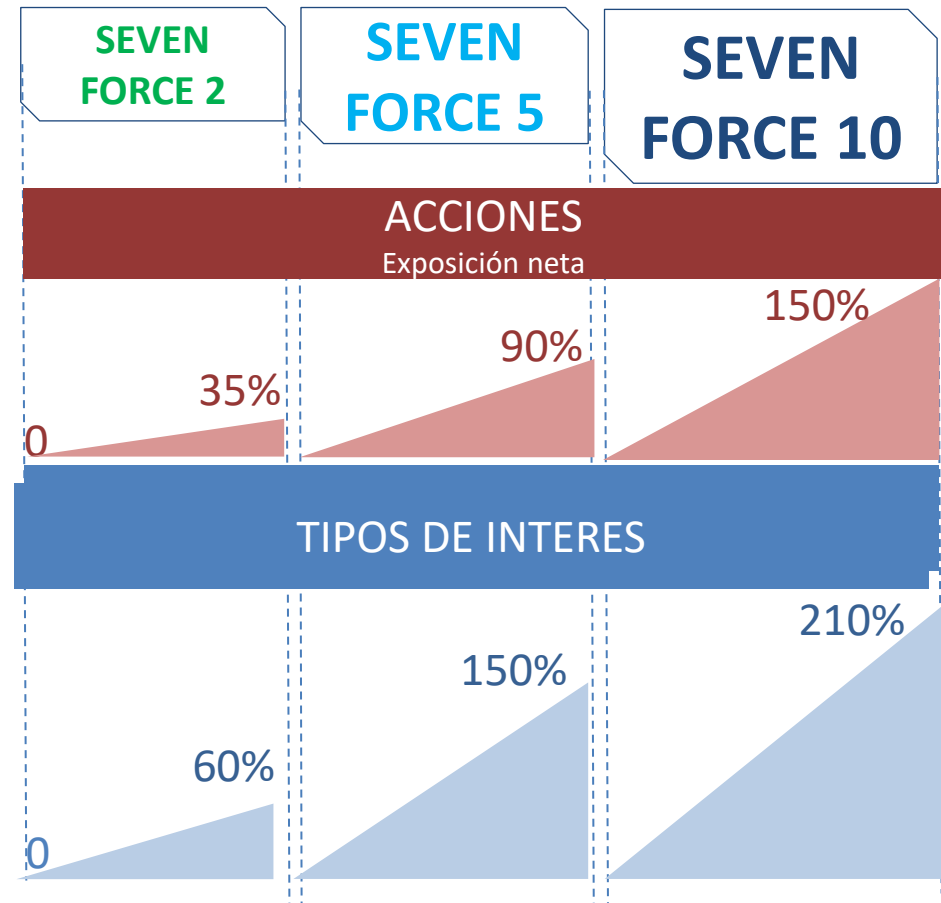 SEVEN
FORCE 2
SEVEN
FORCE 5
SEVEN
FORCE 10
ACCIONES
Exposición neta
0
35%
90%
150%
TIPOS DE INTERES
0
60%
150%
210%